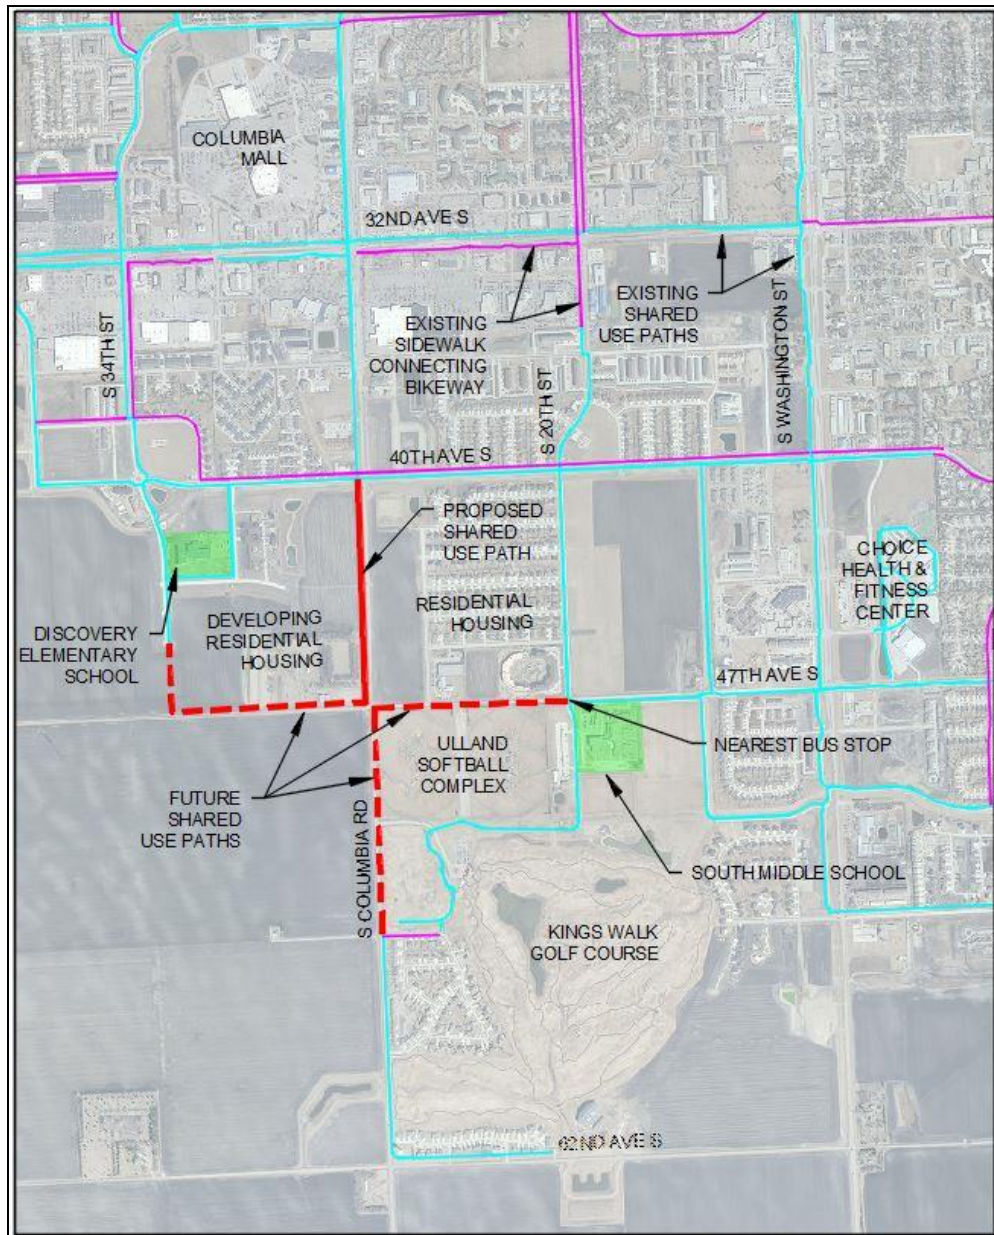 COLUMBIA
MALL
32ND AVE S
S 34TH ST
EXISTING
SIDEWALK
CONNECTING
BIKEWAY
EXISTING
SHARED
USE PATHS
S WASHINGTON ST
S 20TH ST
40TH AVE S
PROPOSED
SHARED
USE PATH
CHOICE
HEALTH &
FITNESS
CENTER
DISCOVERY
ELEMENTARY
SCHOOL
DEVELOPING
RESIDENTIAL
HOUSING
RESIDENTIAL
HOUSING
47TH AVE S
NEAREST BUS STOP
ULLAND
SOFTBALL
COMPLEX
FUTURE
SHARED
USE PATHS
S COLUMBIA RD
SOUTH MIDDLE SCHOOL
KINGS WALK
GOLF COURSE
62ND AVE S